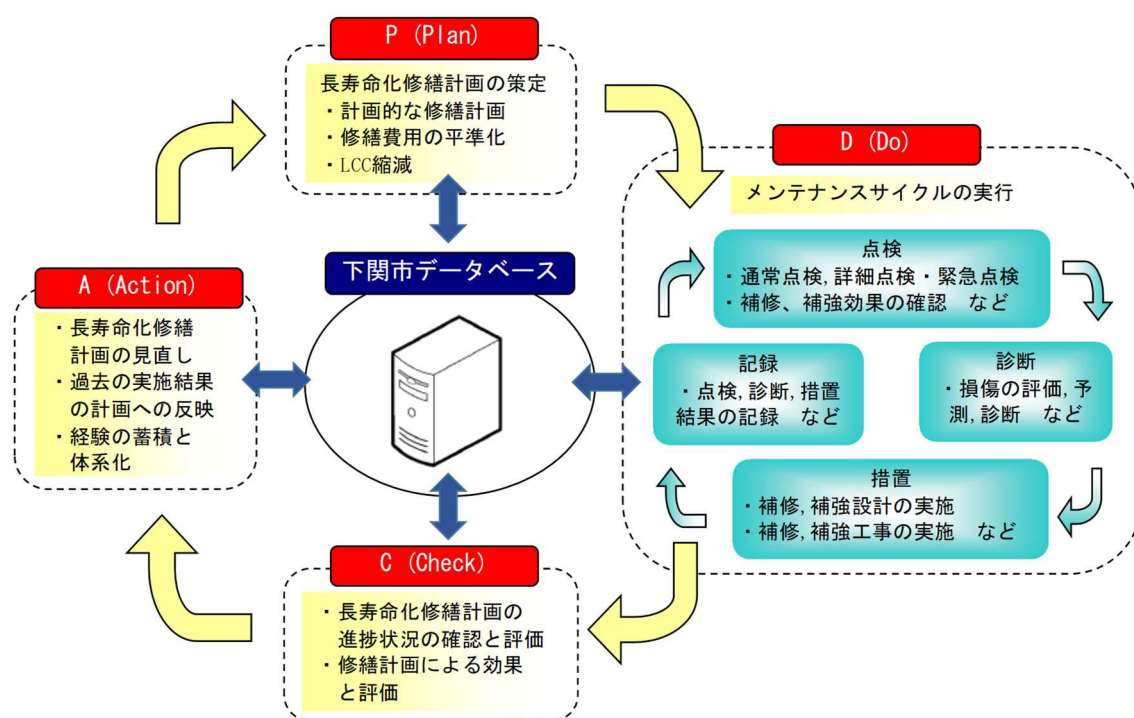 P (Plan)
長寿命化修繕計画の策定
・計画的な修繕計画
・修繕費用の平準化
・LCC縮減
D (Do)
メンテナンスサイクルの実行
点検
・通常点検,詳細点検・緊急点検
・補修、補強効果の確認　など
診断
・損傷の評価,予
測,診断　など
措置
・補修,補強設計の実施
・補修,補強工事の実施　など
記録
・点検,診断,措置
結果の記録　など
下関市データベース
C (Check)
・長寿命化修繕計画の
進捗状況の確認と評価
・修繕計画による効果
と評価
A (Action)
・長寿命化修繕
計画の見直し
・過去の実施結果
の計画への反映
・経験の蓄積と
体系化